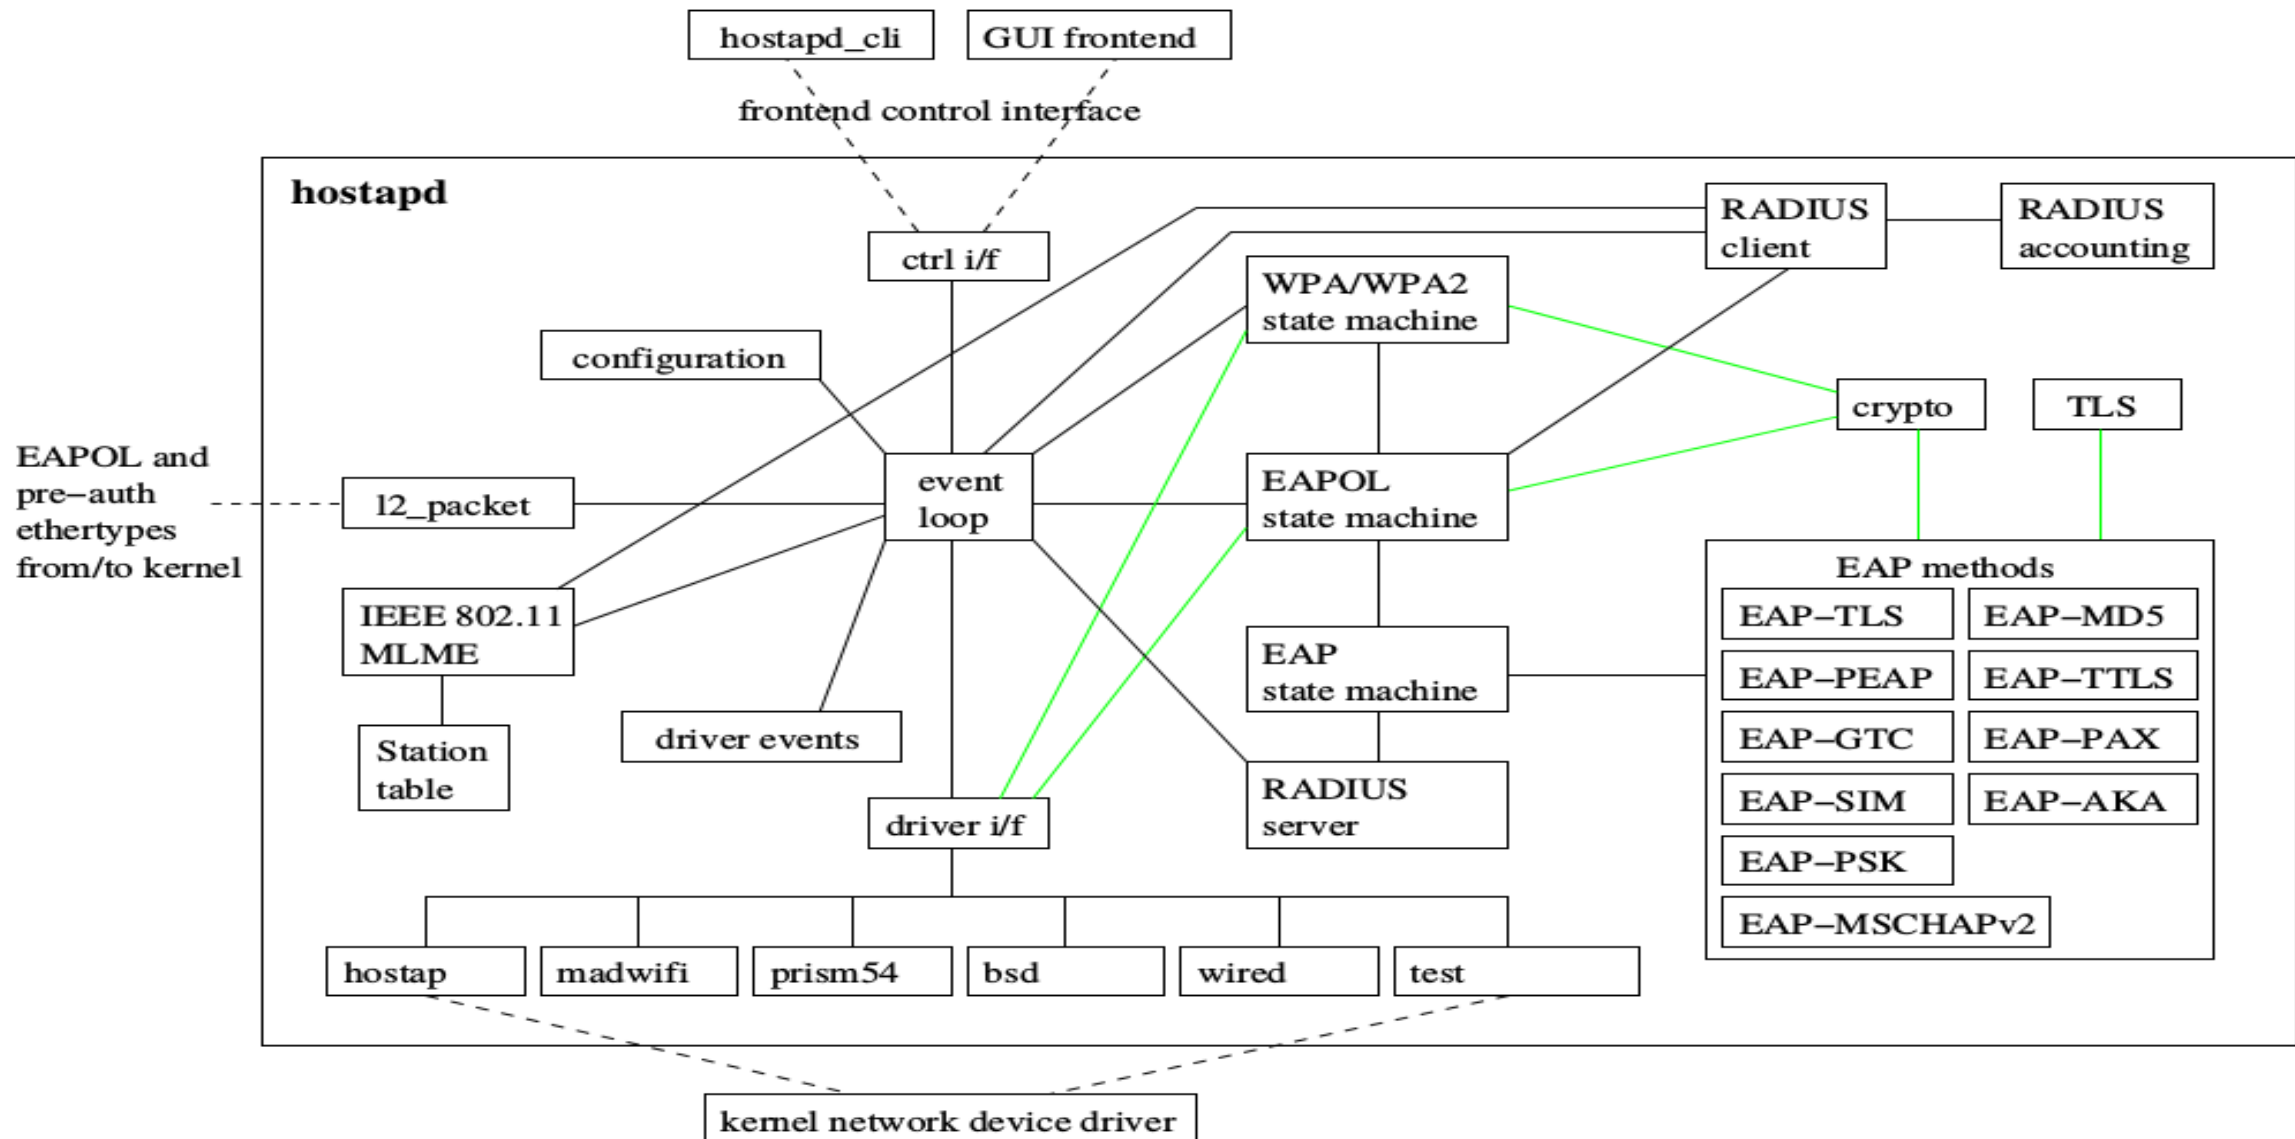 hostapd_cli
GUI frontend
frontend control interface
hostapd
RADIUS
client
RADIUS
accounting
ctrl i/f
WPA/WPA2
state machine
configuration
crypto
TLS
EAPOL and
pre−auth
ethertypes
from/to kernel
l2_packet
event
loop
EAPOL
state machine
EAP methods
IEEE 802.11
MLME
EAP−TLS
EAP−MD5
EAP
state machine
EAP−PEAP
EAP−TTLS
Station
table
driver events
EAP−GTC
EAP−PAX
RADIUS
server
EAP−SIM
EAP−AKA
driver i/f
EAP−PSK
EAP−MSCHAPv2
hostap
madwifi
prism54
bsd
wired
test
kernel network device driver